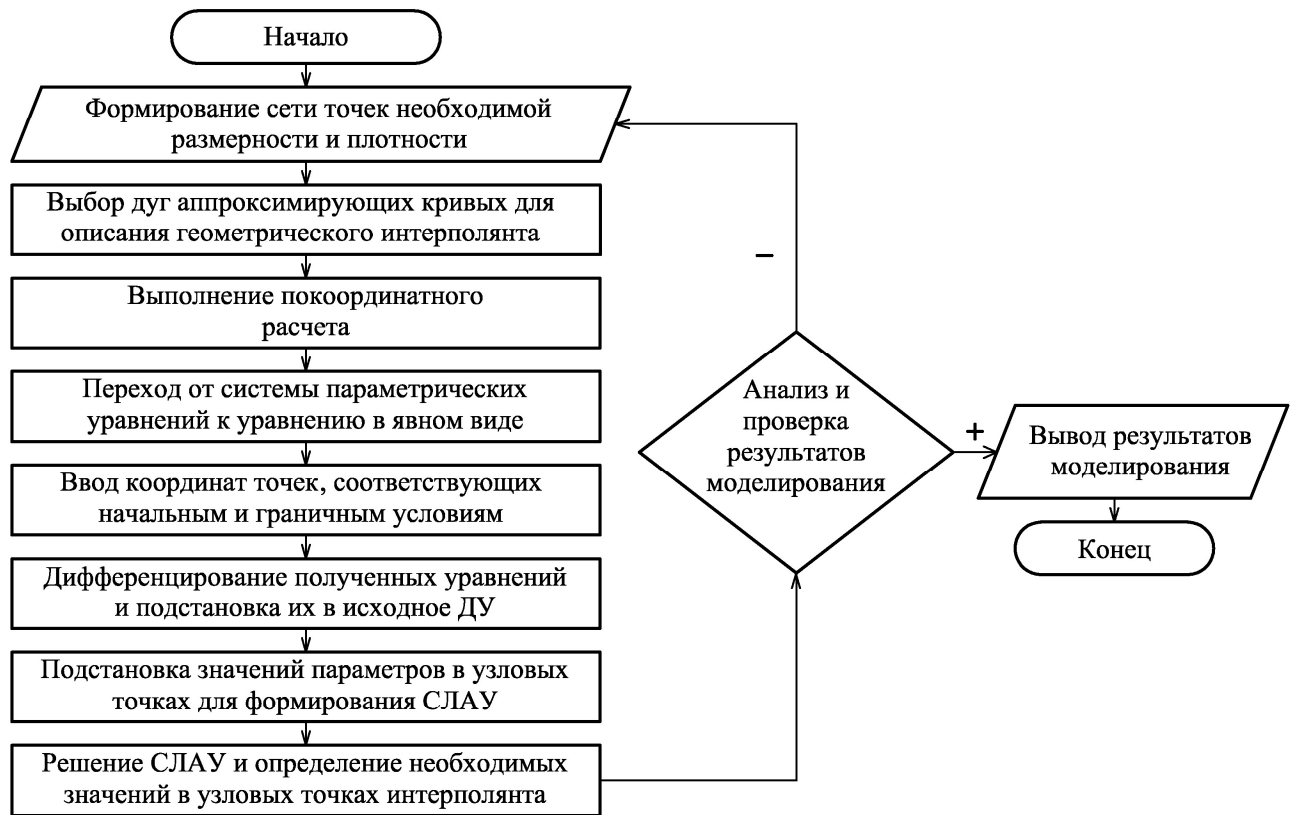 Начало
Формирование сети точек необходимой
размерности и плотности
Выбор дуг аппроксимирующих кривых для
описания геометрического интерполянта
Выполнение покоординатного
расчета
Переход от системы параметрических
уравнений к уравнению в явном виде
Ввод координат точек, соответствующих
начальным и граничным условиям
Дифференцирование полученных уравнений
и подстановка их в исходное ДУ
Подстановка значений параметров в узловых
точках для формирования СЛАУ
Решение СЛАУ и определение необходимых
значений в узловых точках интерполянта
–
Анализ и
проверка
результатов
моделирования
+
Вывод результатов
моделирования
Конец